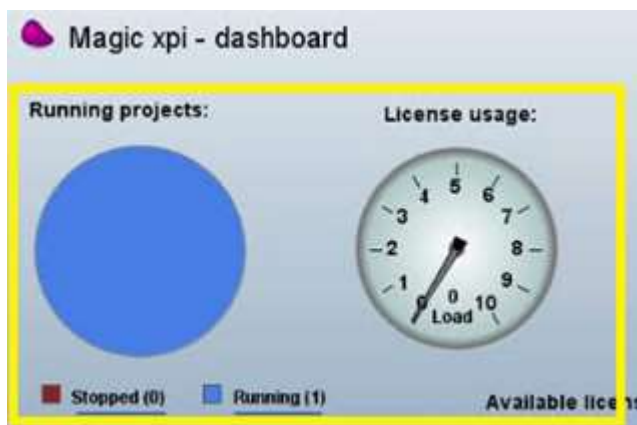 Magic xpi - dashboard
Running projects:
License usage:
0
1
2
3
4
5
6
7
8
9
10
0
Load
Stopped (0)
Running (1)
Available licens